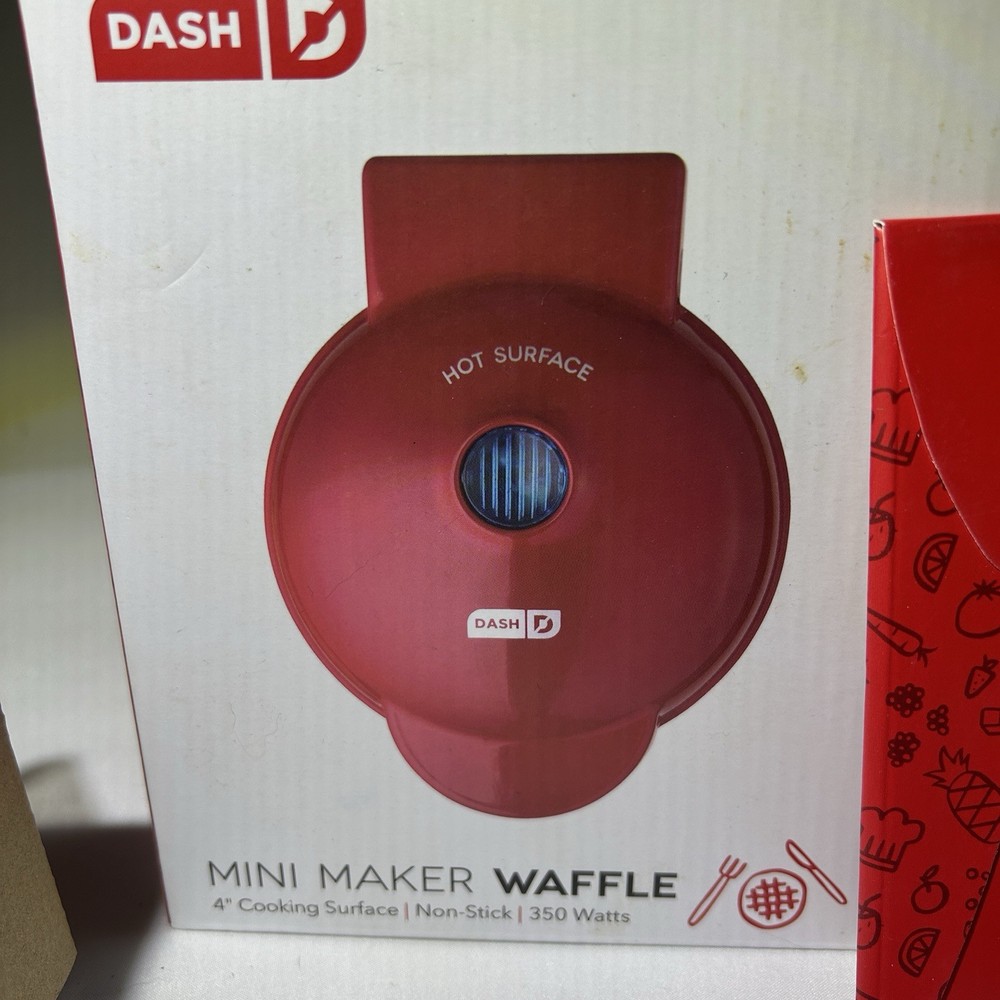 DASH
HOT SURFACE
DASH
MINI MAKER WAFFLE
4" Cooking Surface | Non-Stick | 350 Watts